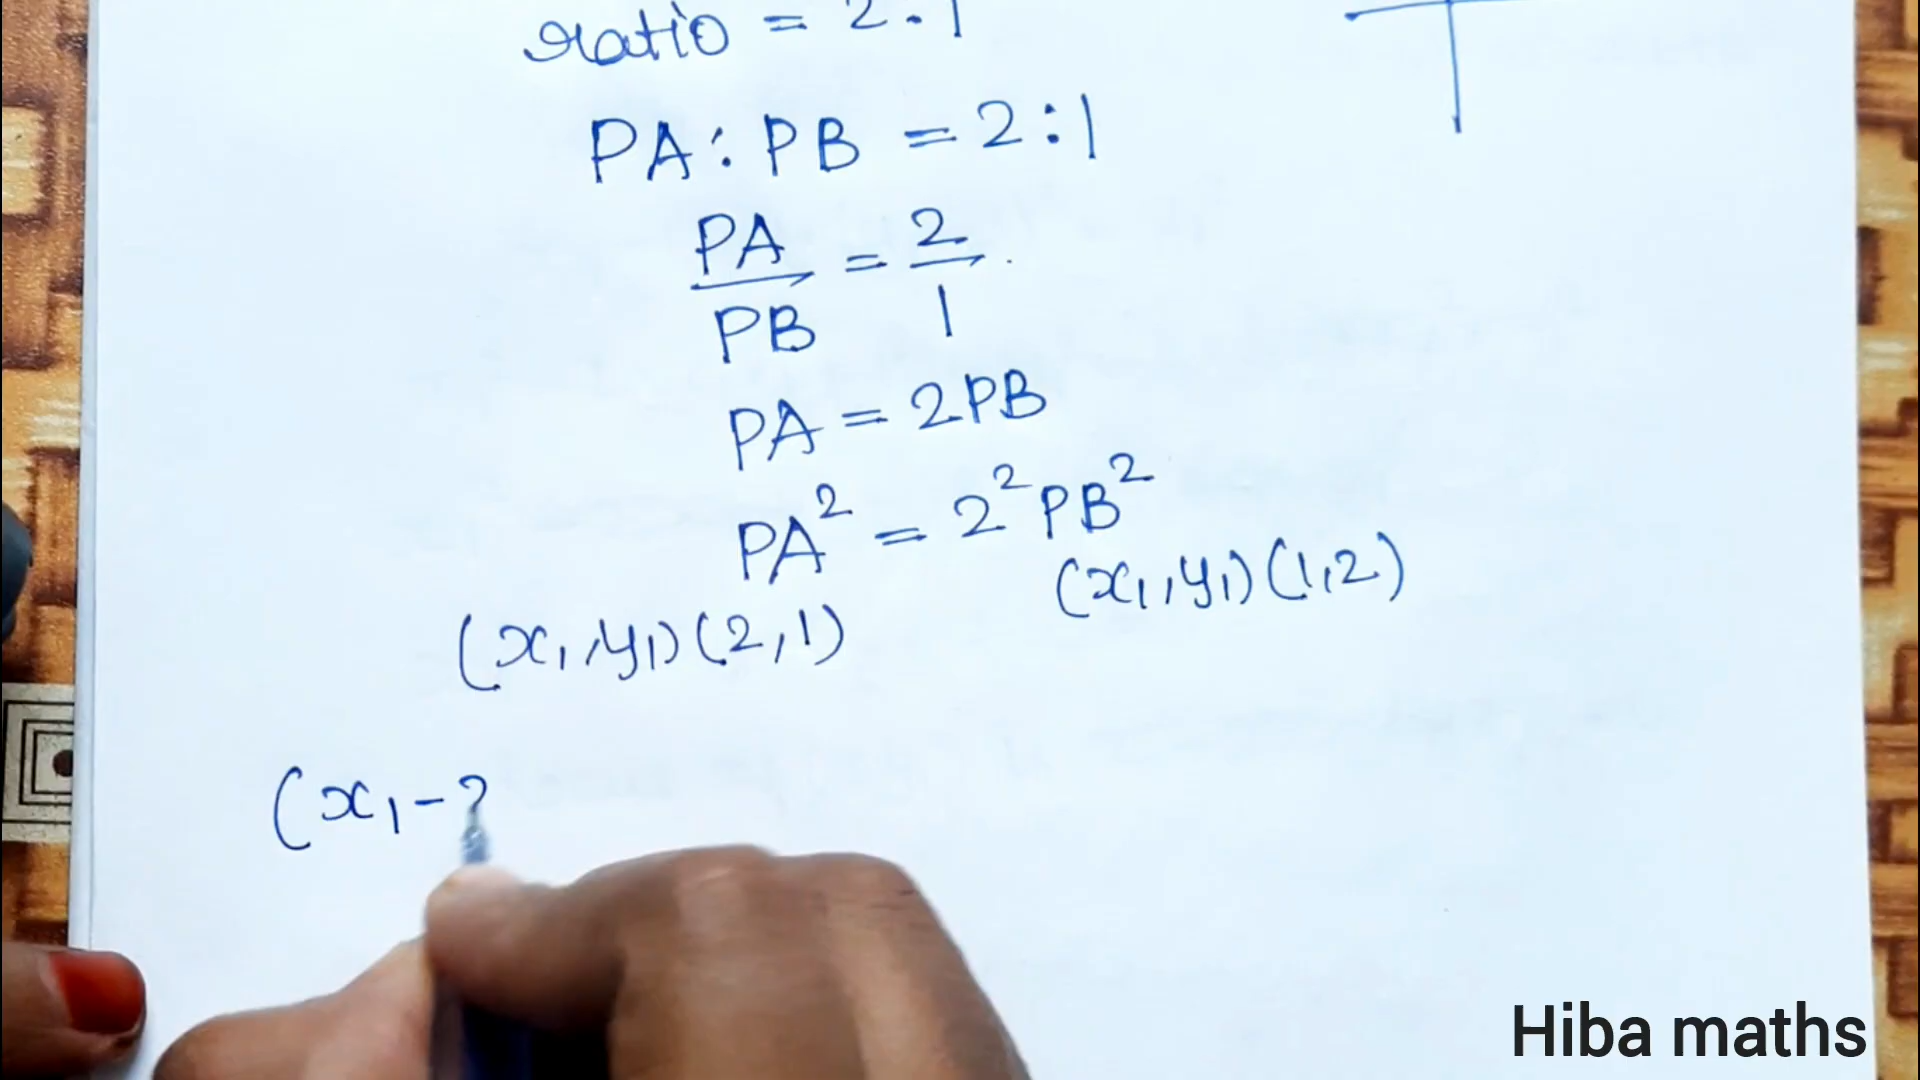 ratio = 2:1
PA : PB = 2 : 1
PA/PB = 2/1
PA = 2PB
PA² = 2²PB²
(x₁, y₁) (2, 1) (x₁, y₁) (1, 2)
(x₁ - 2
Hiba maths